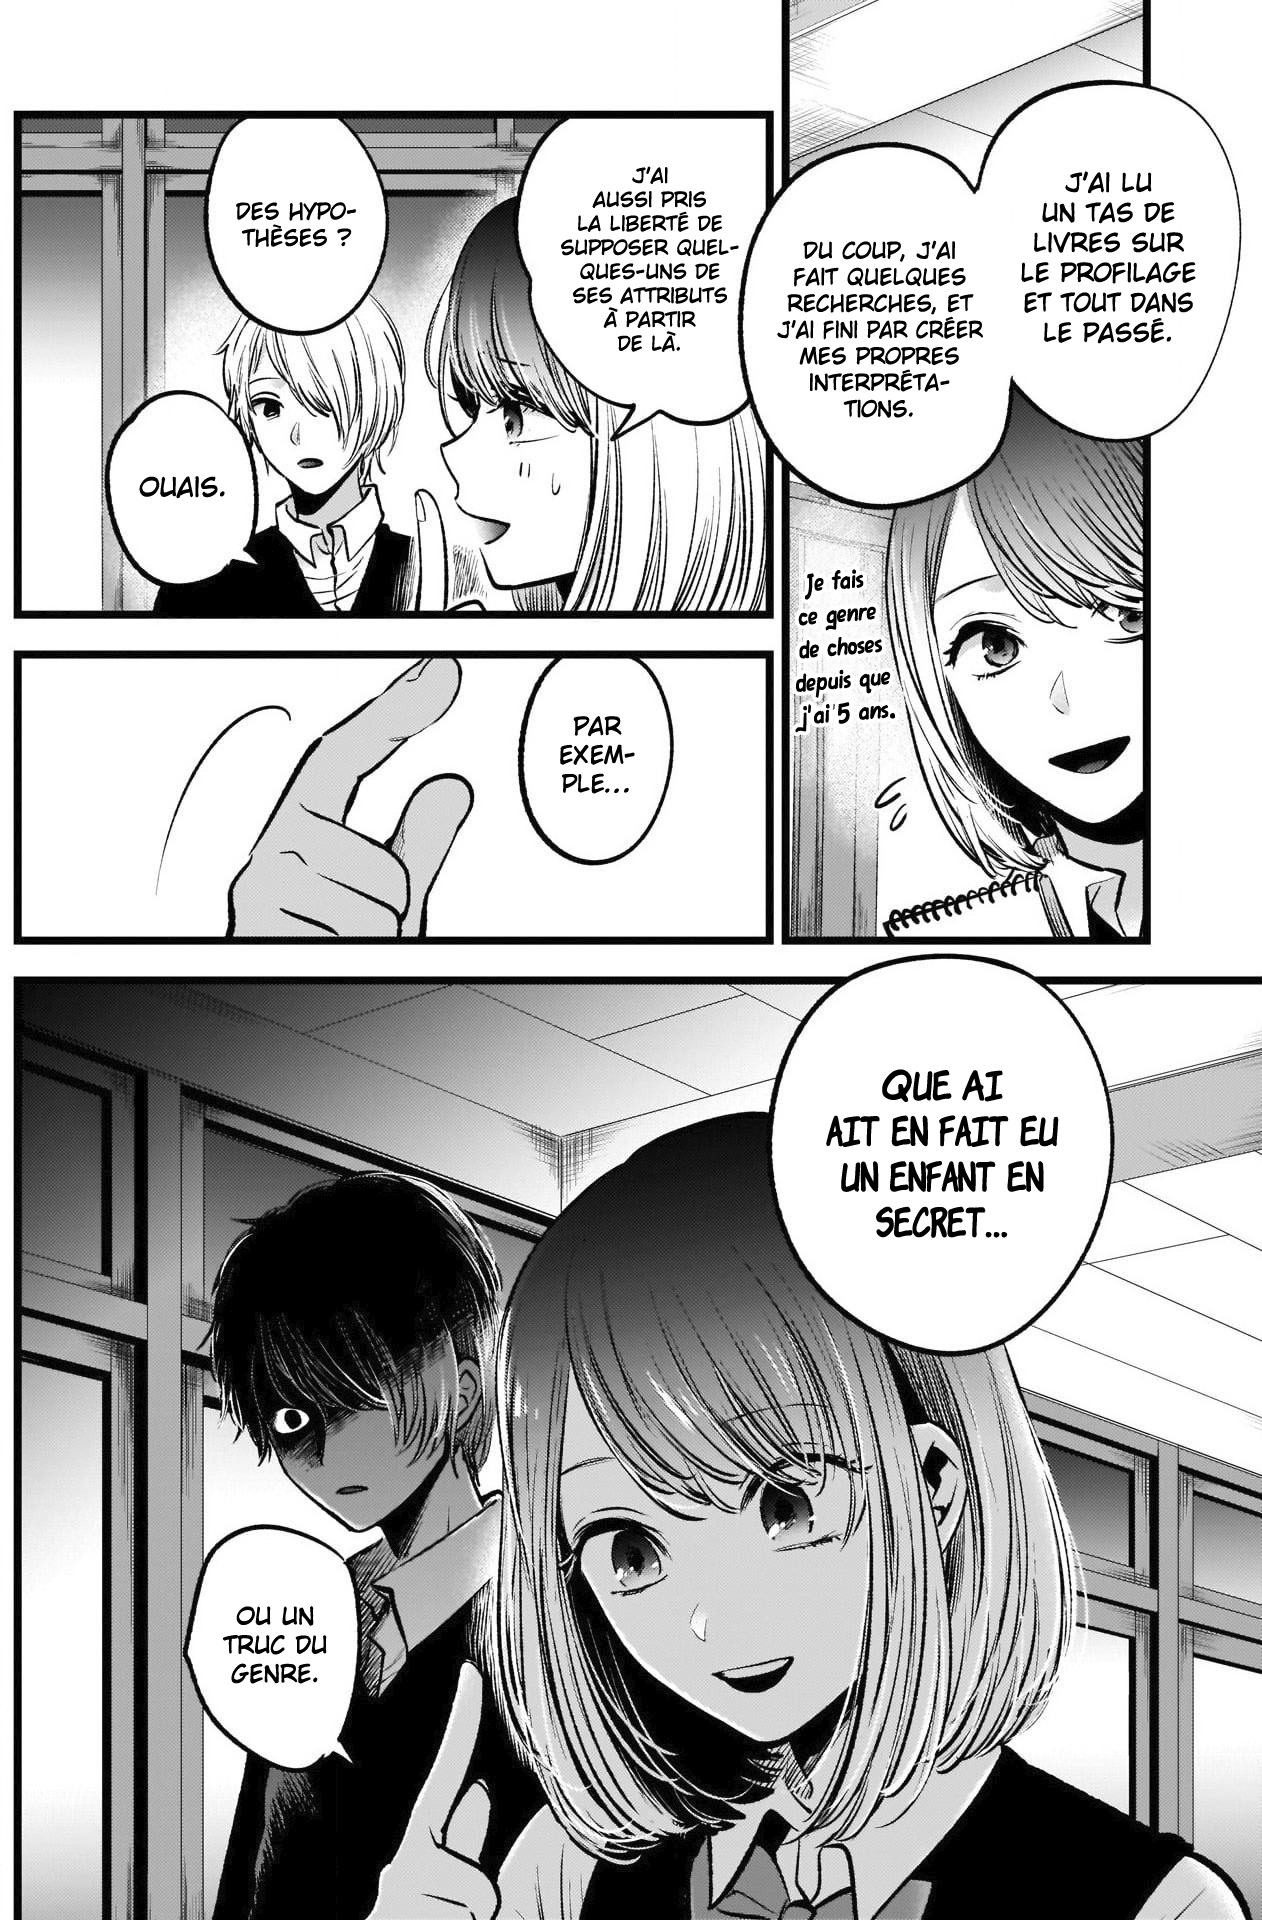 J'AI LU
UN TAS DE
LIVRES SUR
LE PROFILAGE
ET TOUT DANS
LE PASSÉ.
DU COUP, J'AI
FAIT QUELQUES
RECHERCHES, ET
J'AI FINI PAR CRÉER
MES PROPRES
INTERPRÉTA-
TIONS.
Je fais
ce genre
de choses
depuis que
j'ai 5 ans.
J'AI
AUSSI PRIS
LA LIBERTÉ DE
SUPPOSER QUEL-
QUES-UNS DE
SES ATTRIBUTS
À PARTIR
DE LÀ.
DES HYPO-
THÈSES ?
OUAIS.
PAR
EXEM-
PLE...
QUE AI
AIT EN FAIT EU
UN ENFANT EN
SECRET...
OU UN
TRUC DU
GENRE.